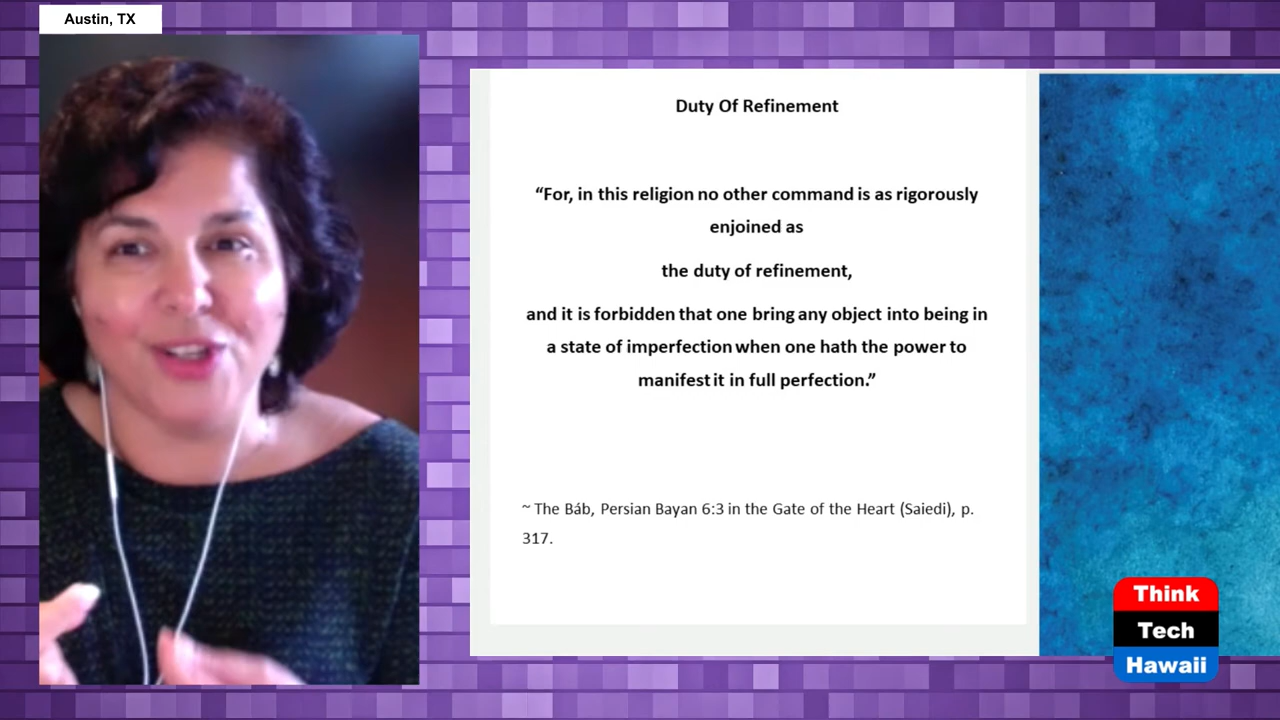 Austin, TX
Duty Of Refinement
“For, in this religion no other command is as rigorously
enjoined as
the duty of refinement,
and it is forbidden that one bring any object into being in
a state of imperfection when one hath the power to
manifest it in full perfection.”
~ The Báb, Persian Bayan 6:3 in the Gate of the Heart (Saiedi), p.
317.
Think
Tech
Hawaii